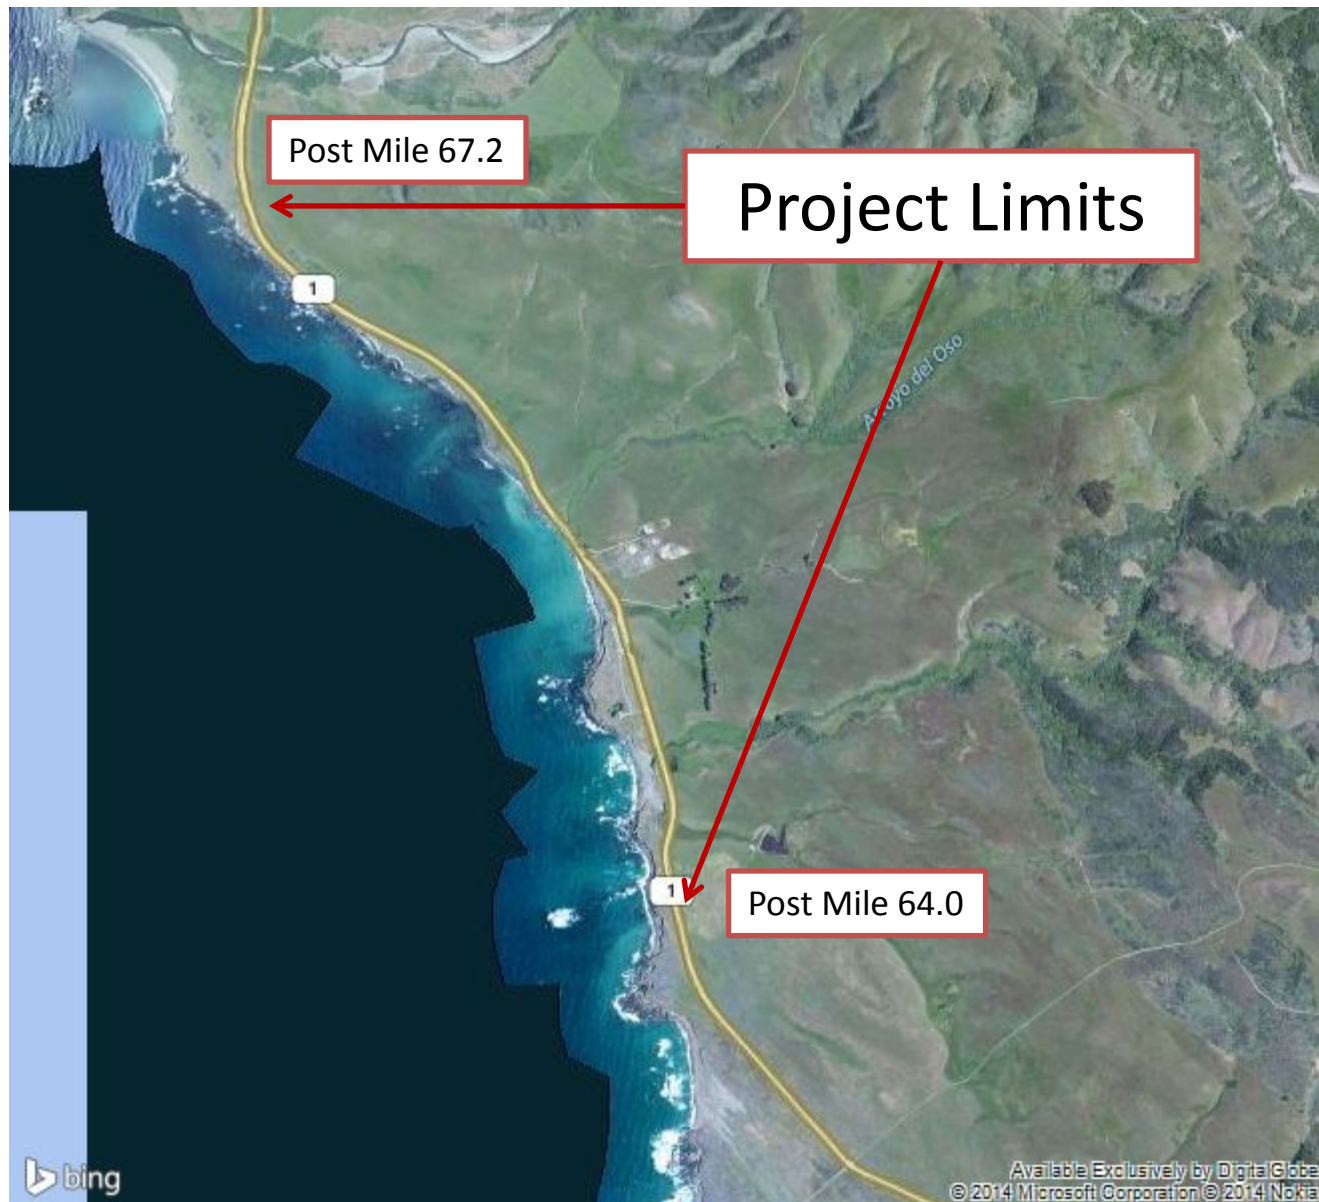 Post Mile 67.2
Project Limits
1
Arroyo del Oso
1
Post Mile 64.0
bing
Available Exclusively by DigitalGlobe
© 2014 Microsoft Corporation © 2014 Nokia